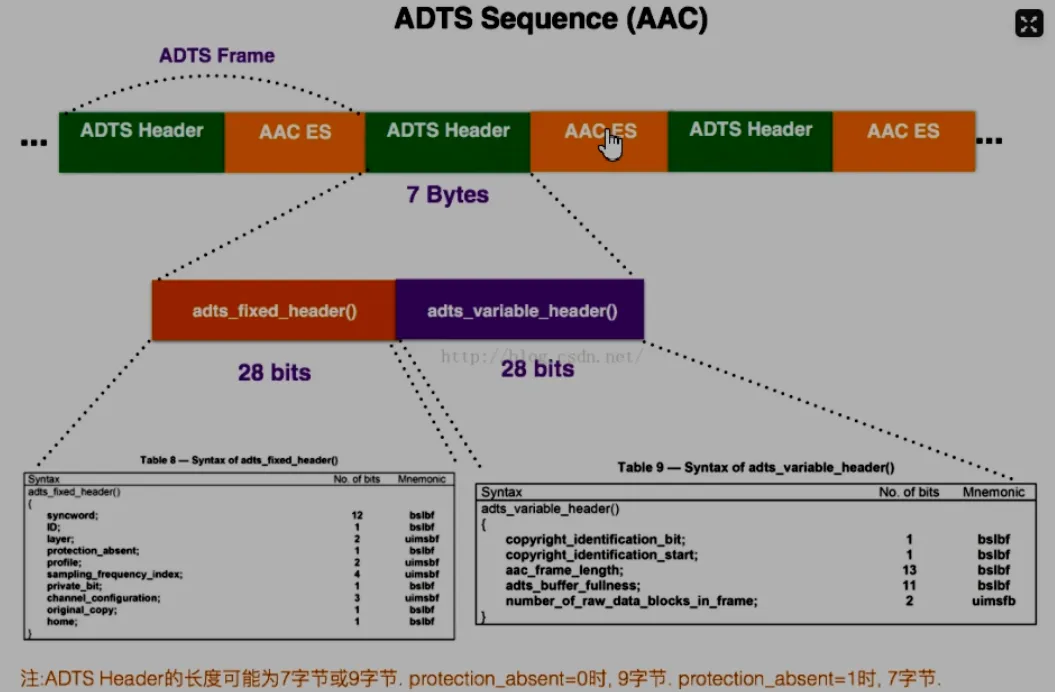 ADTS Sequence (AAC)
ADTS Frame
... ADTS Header AAC ES ADTS Header AAC ES ADTS Header AAC ES ...
7 Bytes
adts_fixed_header() adts_variable_header()
http://blog.csdn.net/
28 bits 28 bits
Table 8 — Syntax of adts_fixed_header()
Syntax No. of bits Mnemonic
adts_fixed_header()
{
syncword; 12 bslbf
ID; 1 bslbf
layer; 2 uimsbf
protection_absent; 1 bslbf
profile; 2 uimsbf
sampling_frequency_index; 4 uimsbf
private_bit; 1 bslbf
channel_configuration; 3 uimsbf
original_copy; 1 bslbf
home; 1 bslbf
}
Table 9 — Syntax of adts_variable_header()
Syntax No. of bits Mnemonic
adts_variable_header()
{
copyright_identification_bit; 1 bslbf
copyright_identification_start; 1 bslbf
aac_frame_length; 13 bslbf
adts_buffer_fullness; 11 bslbf
number_of_raw_data_blocks_in_frame; 2 uimsfb
}
注:ADTS Header的长度可能为7字节或9字节. protection_absent=0时, 9字节. protection_absent=1时, 7字节.